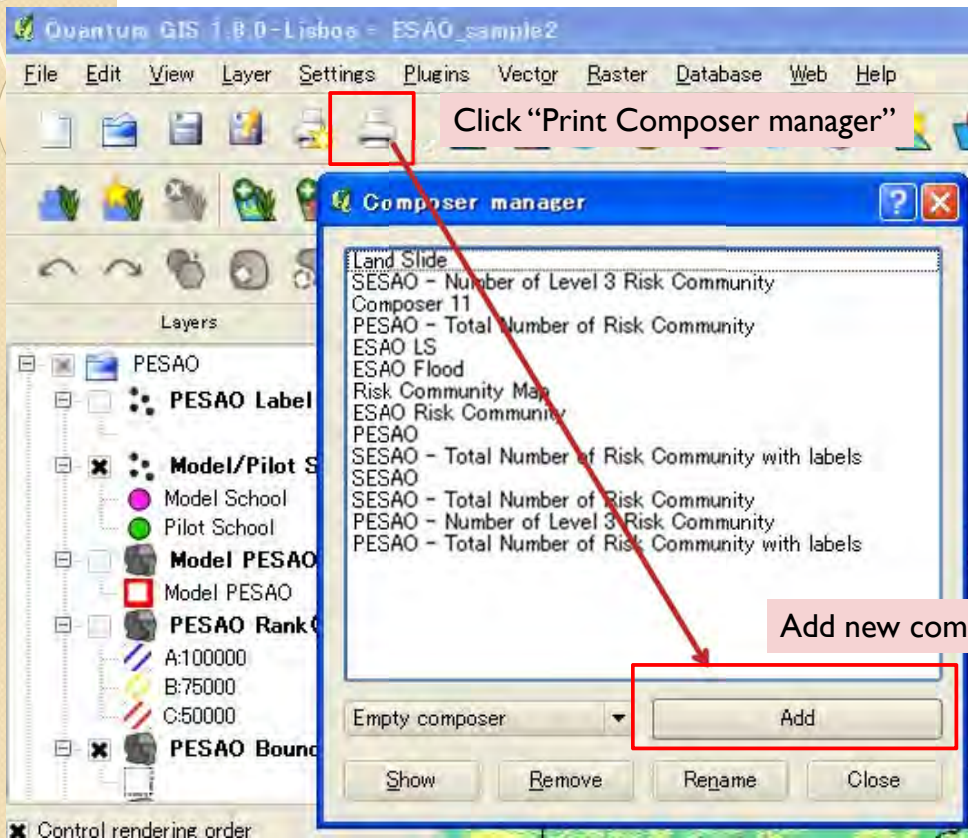 Quantum GIS 1.8.0-Lisboa - ESAO_sample2
File Edit View Layer Settings Plugins Vector Raster Database Web Help
Click “Print Composer manager”
Composer manager
Land Slide
SESAO - Number of Level 3 Risk Community
Composer 11
PESAO - Total Number of Risk Community
ESAO LS
ESAO Flood
Risk Community Map
ESAO Risk Community
PESAO
SESAO - Total Number of Risk Community with labels
SESAO
SESAO - Total Number of Risk Community
PESAO - Number of Level 3 Risk Community
PESAO - Total Number of Risk Community with labels
Add new com
Empty composer Add
Show Remove Rename Close
Layers
PESAO
PESAO Label
Model/Pilot S
Model School
Pilot School
Model PESAO
Model PESAO
PESAO Rank(
A:100000
B:75000
C:50000
PESAO Bound
Control rendering order